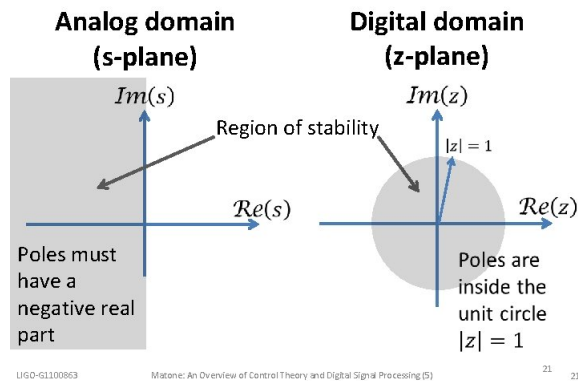 Analog domain
(s-plane)
Digital domain
(z-plane)
Im(s)
Im(z)
Region of stability
|z| = 1
Re(s)
Re(z)
Poles must
have a
negative real
part
Poles are
inside the
unit circle
|z| = 1
LIGO-G1100863
Matone: An Overview of Control Theory and Digital Signal Processing (5)
21
21